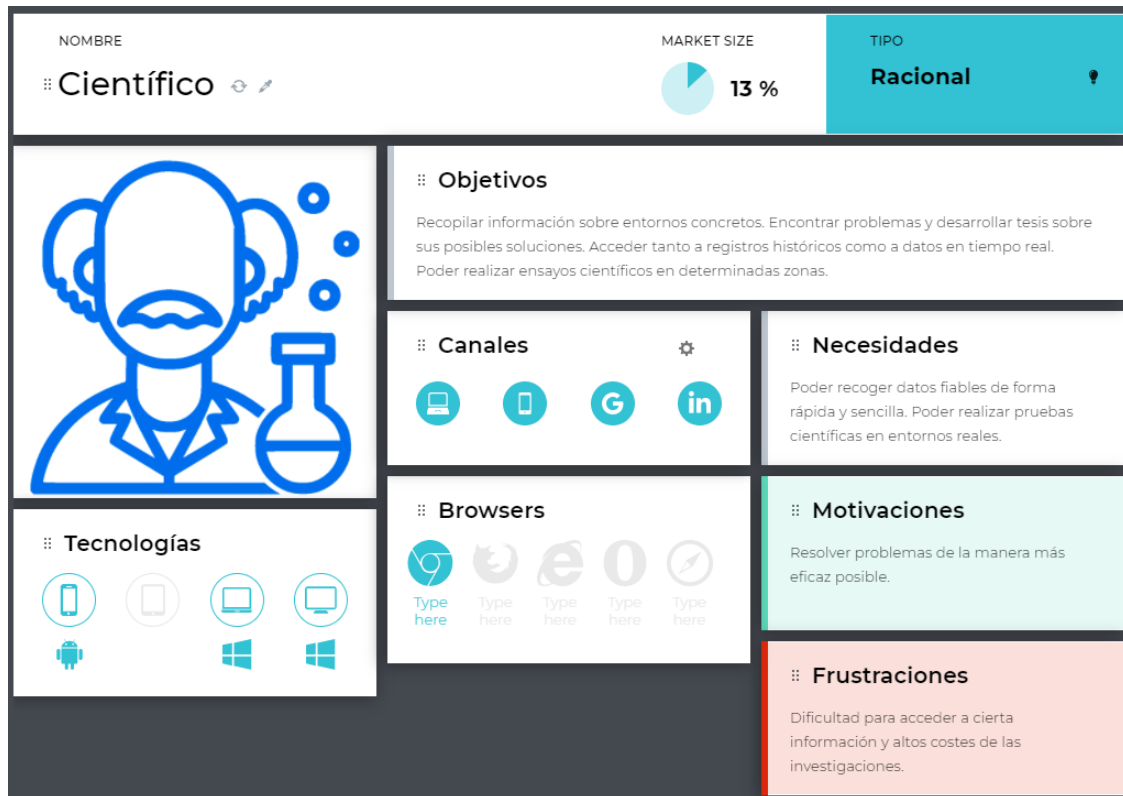 NOMBRE
Científico
MARKET SIZE
13 %
TIPO
Racional
Objetivos
Recopilar información sobre entornos concretos. Encontrar problemas y desarrollar tesis sobre
sus posibles soluciones. Acceder tanto a registros históricos como a datos en tiempo real.
Poder realizar ensayos científicos en determinadas zonas.
Canales
G
in
Necesidades
Poder recoger datos fiables de forma
rápida y sencilla. Poder realizar pruebas
científicas en entornos reales.
Tecnologías
Browsers
Type
here
Type
here
Type
here
Type
here
Type
here
Motivaciones
Resolver problemas de la manera más
eficaz posible.
Frustraciones
Dificultad para acceder a cierta
información y altos costes de las
investigaciones.